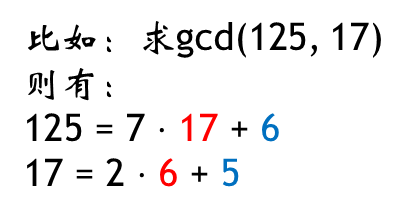 比如：求gcd(125, 17)
则有：
125 = 7 · 17 + 6
17 = 2 · 6 + 5